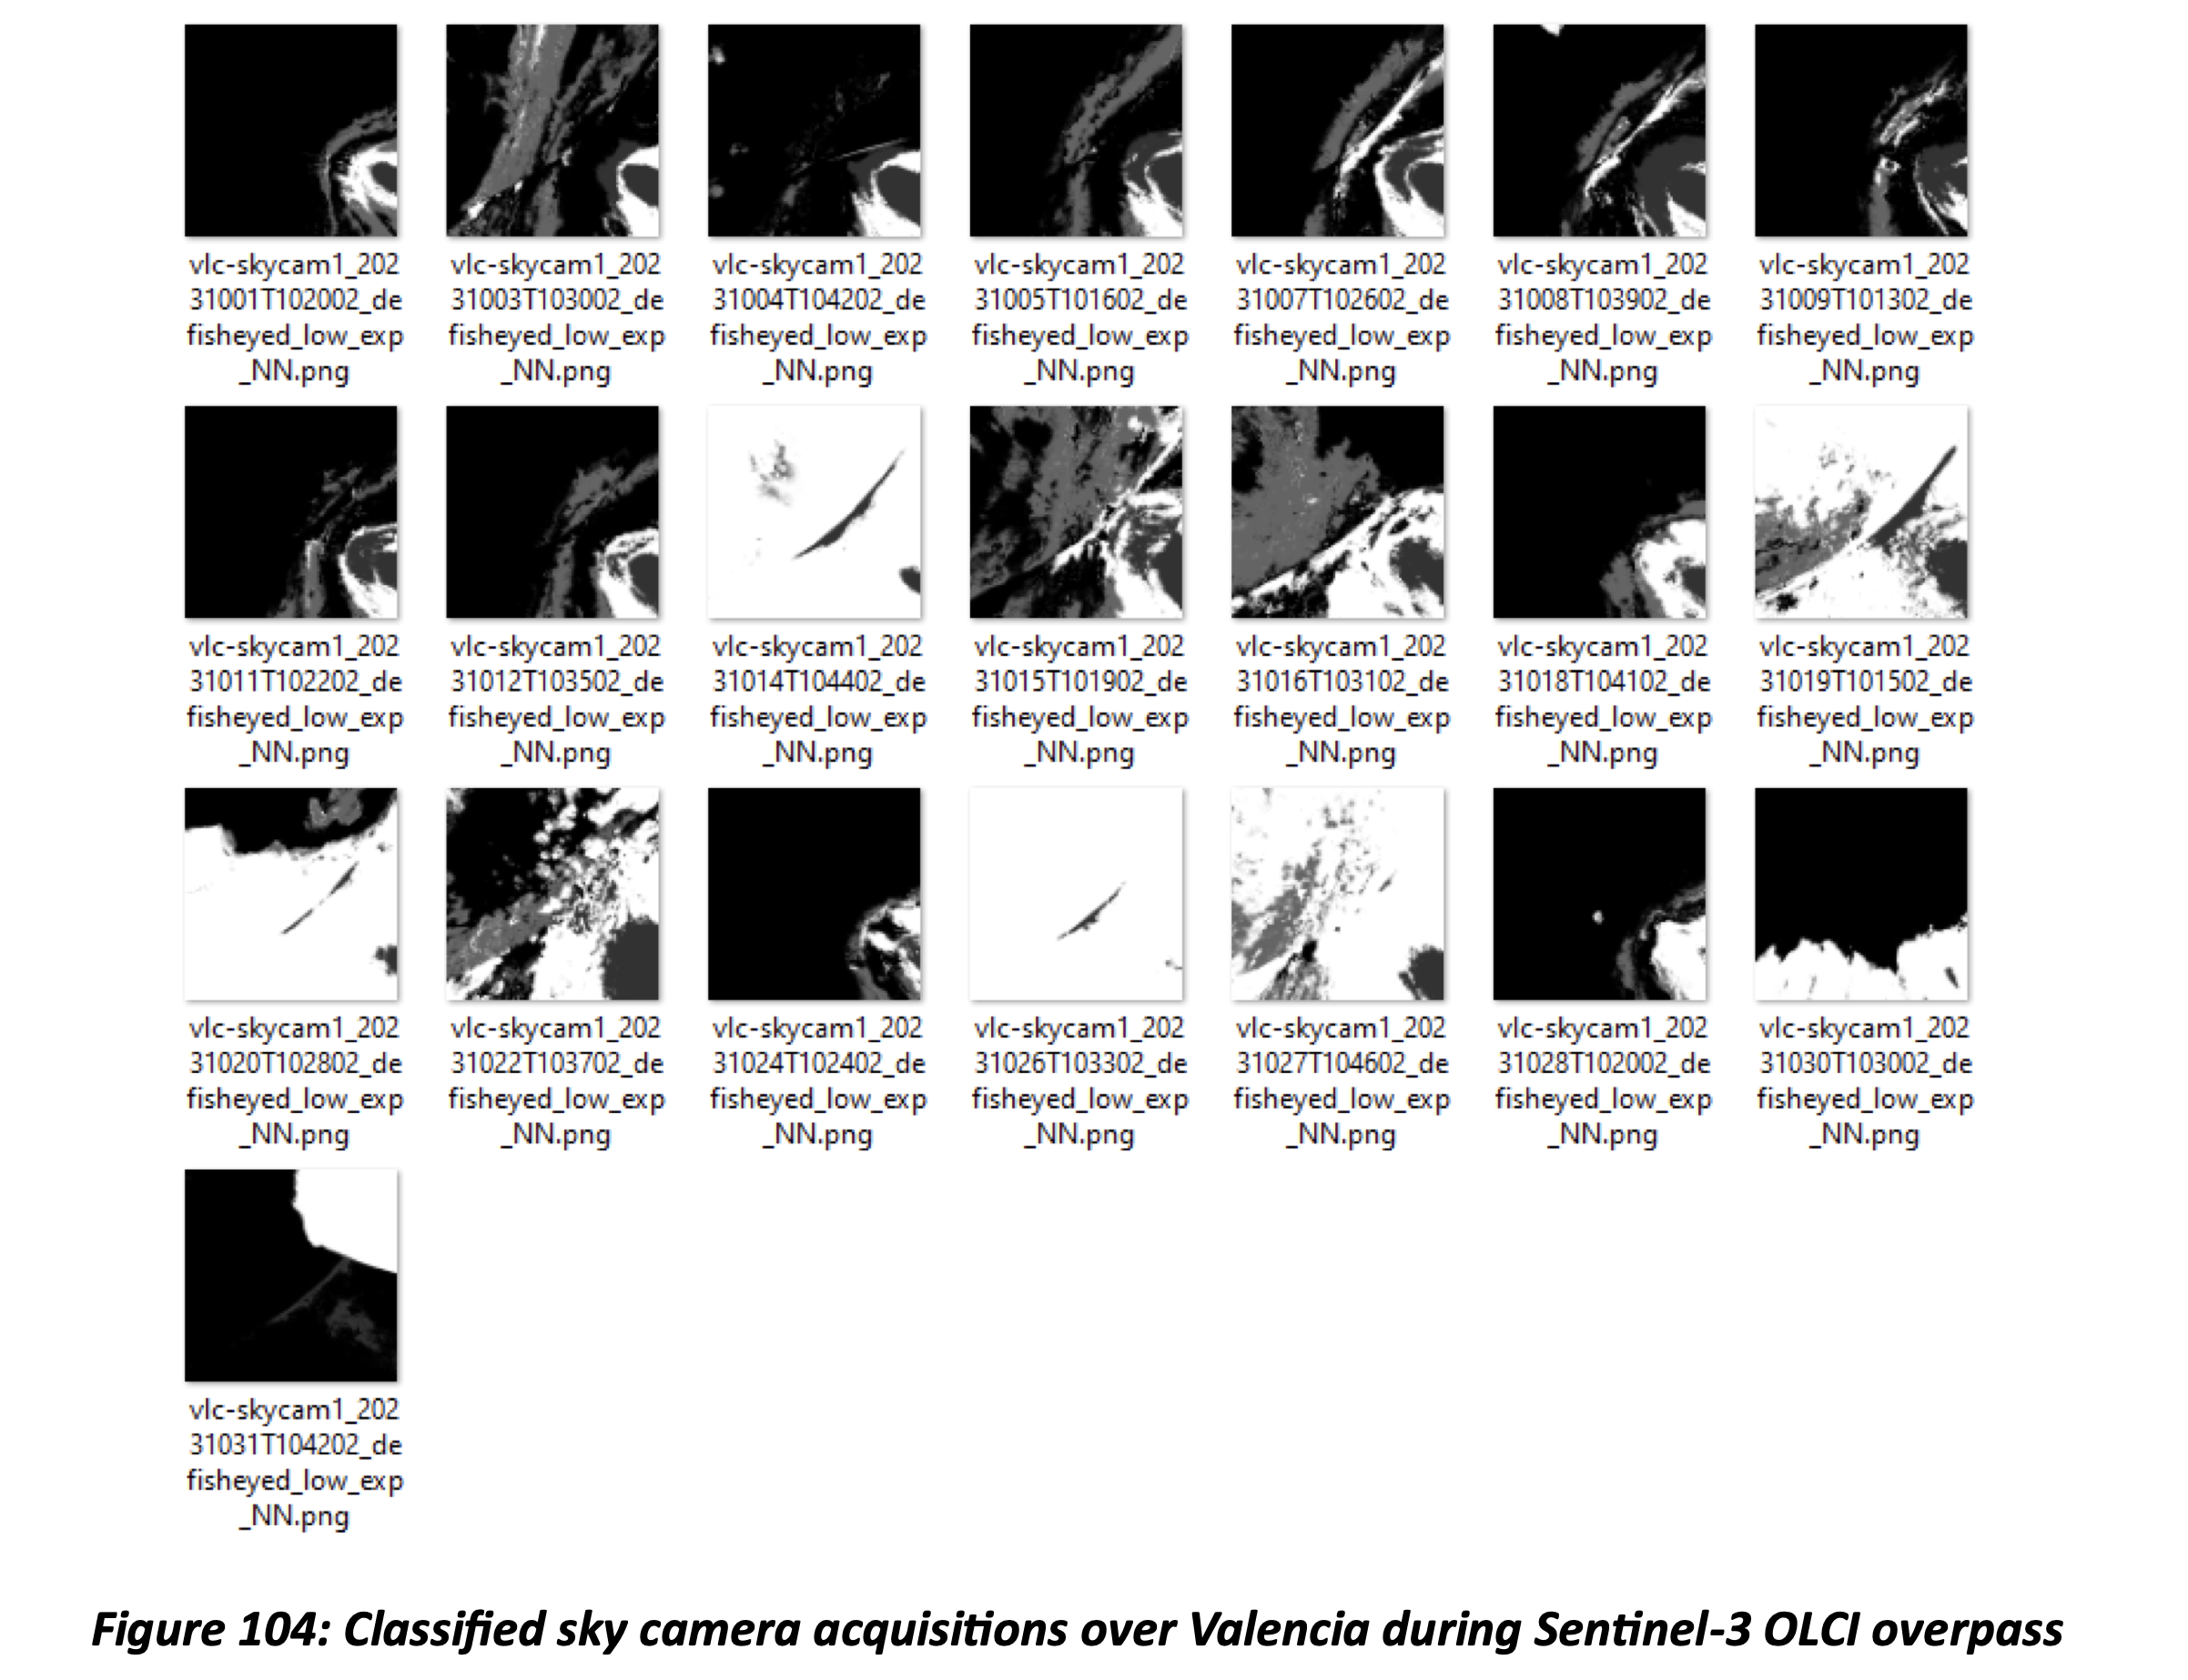 vlc-skycam1_202 vlc-skycam1_202 vlc-skycam1_202 vlc-skycam1_202 vlc-skycam1_202 vlc-skycam1_202 vlc-skycam1_202
31001T102002_de 31003T103002_de 31004T104202_de 31005T101602_de 31007T102602_de 31008T103902_de 31009T101302_de
fisheyed_low_exp fisheyed_low_exp fisheyed_low_exp fisheyed_low_exp fisheyed_low_exp fisheyed_low_exp fisheyed_low_exp
_NN.png _NN.png _NN.png _NN.png _NN.png _NN.png _NN.png
vlc-skycam1_202 vlc-skycam1_202 vlc-skycam1_202 vlc-skycam1_202 vlc-skycam1_202 vlc-skycam1_202 vlc-skycam1_202
31011T102202_de 31012T103502_de 31014T104402_de 31015T101902_de 31016T103102_de 31018T104102_de 31019T101502_de
fisheyed_low_exp fisheyed_low_exp fisheyed_low_exp fisheyed_low_exp fisheyed_low_exp fisheyed_low_exp fisheyed_low_exp
_NN.png _NN.png _NN.png _NN.png _NN.png _NN.png _NN.png
vlc-skycam1_202 vlc-skycam1_202 vlc-skycam1_202 vlc-skycam1_202 vlc-skycam1_202 vlc-skycam1_202 vlc-skycam1_202
31020T102802_de 31022T103702_de 31024T102402_de 31026T103302_de 31027T104602_de 31028T102002_de 31030T103002_de
fisheyed_low_exp fisheyed_low_exp fisheyed_low_exp fisheyed_low_exp fisheyed_low_exp fisheyed_low_exp fisheyed_low_exp
_NN.png _NN.png _NN.png _NN.png _NN.png _NN.png _NN.png
vlc-skycam1_202
31031T104202_de
fisheyed_low_exp
_NN.png
Figure 104: Classified sky camera acquisitions over Valencia during Sentinel-3 OLCI overpass